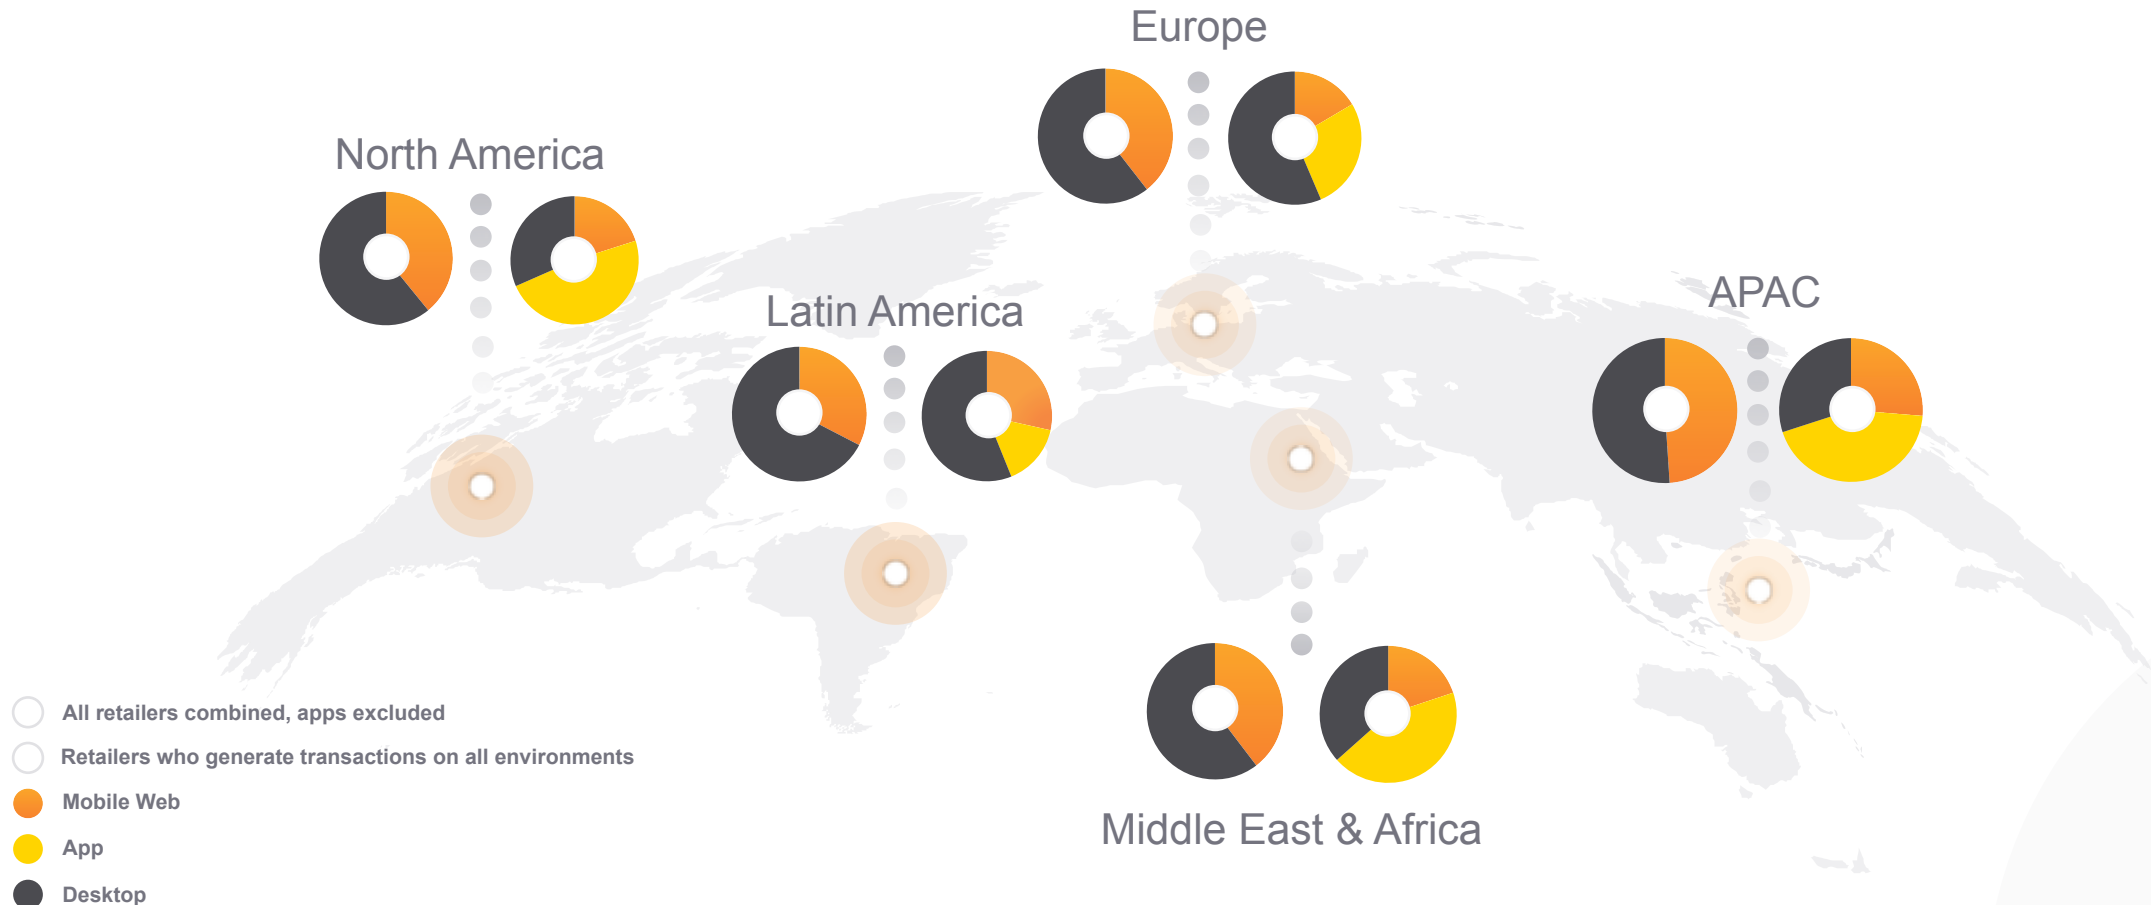 Europe
North America
Latin America
APAC
All retailers combined, apps excluded
Retailers who generate transactions on all environments
Mobile Web
App
Desktop
Middle East & Africa